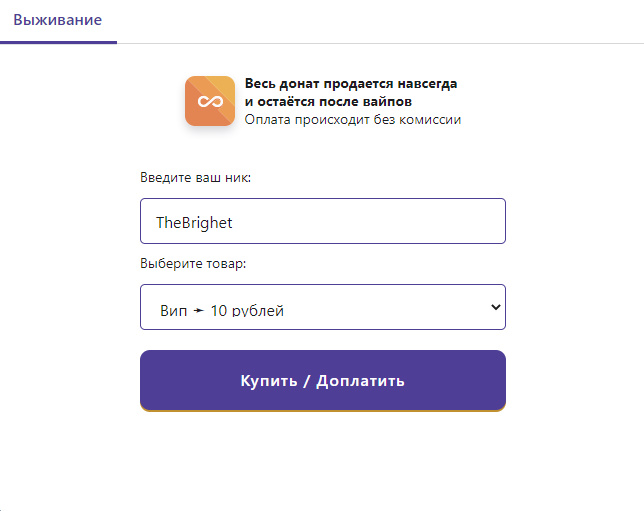 Выживание
Весь донат продается навсегда
и остаётся после вайпов
Оплата происходит без комиссии
Введите ваш ник:
TheBrighet
Выберите товар:
Вип ➛ 10 рублей
Купить / Доплатить